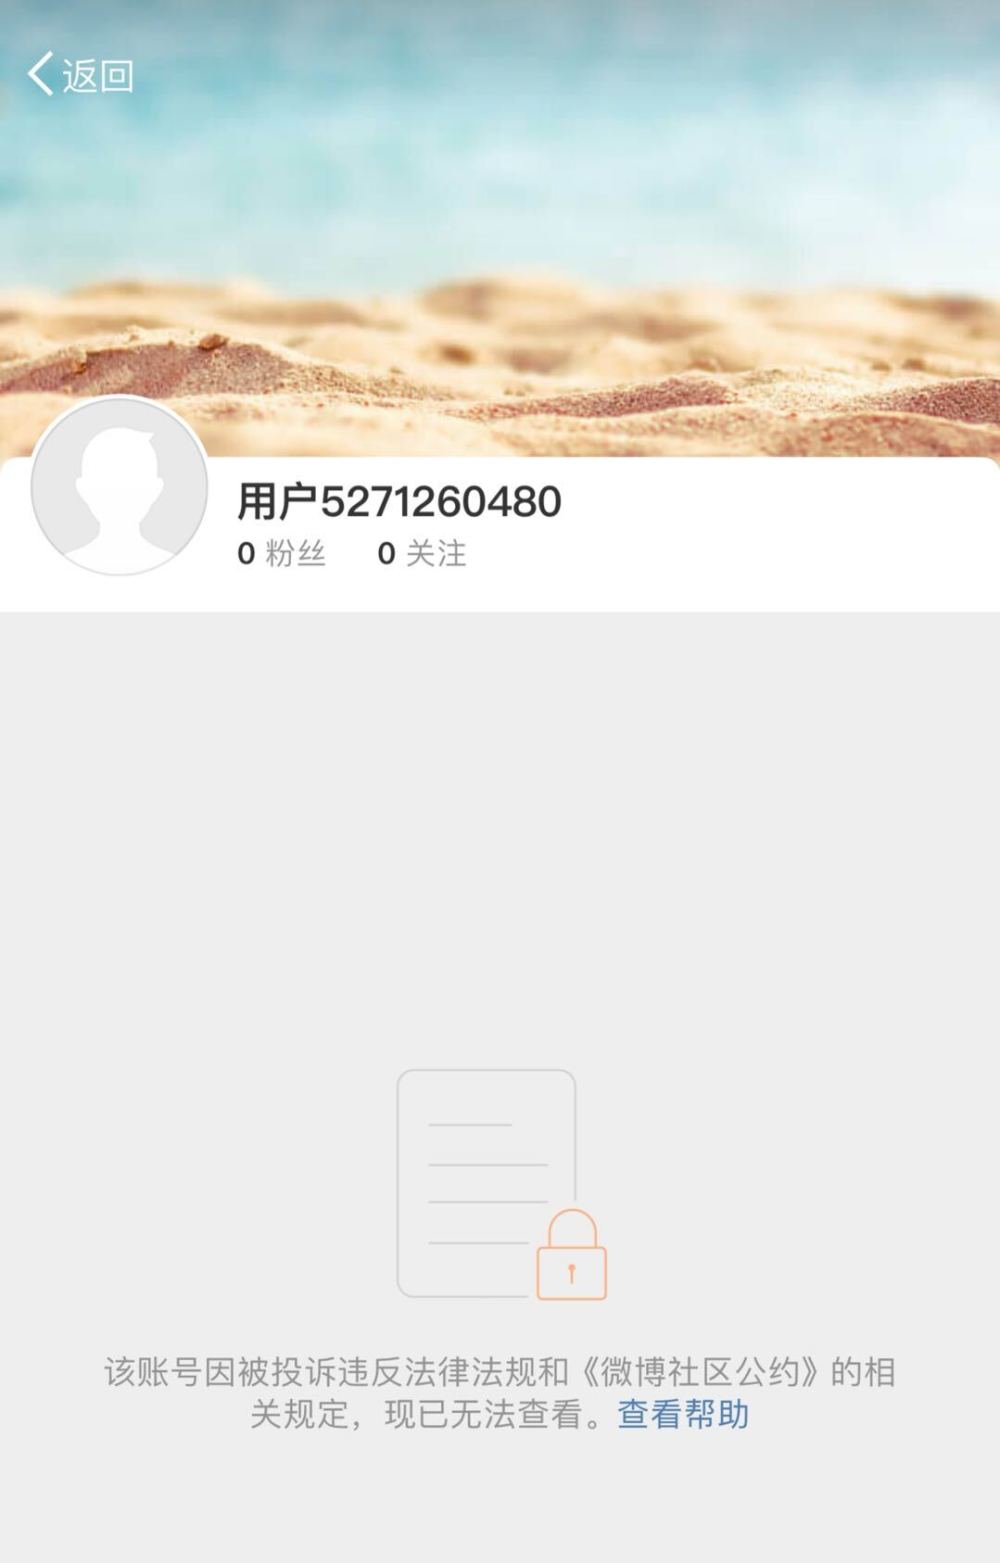 返回
用户5271260480
0 粉丝 0 关注
该账号因被投诉违反法律法规和《微博社区公约》的相
关规定，现已无法查看。查看帮助